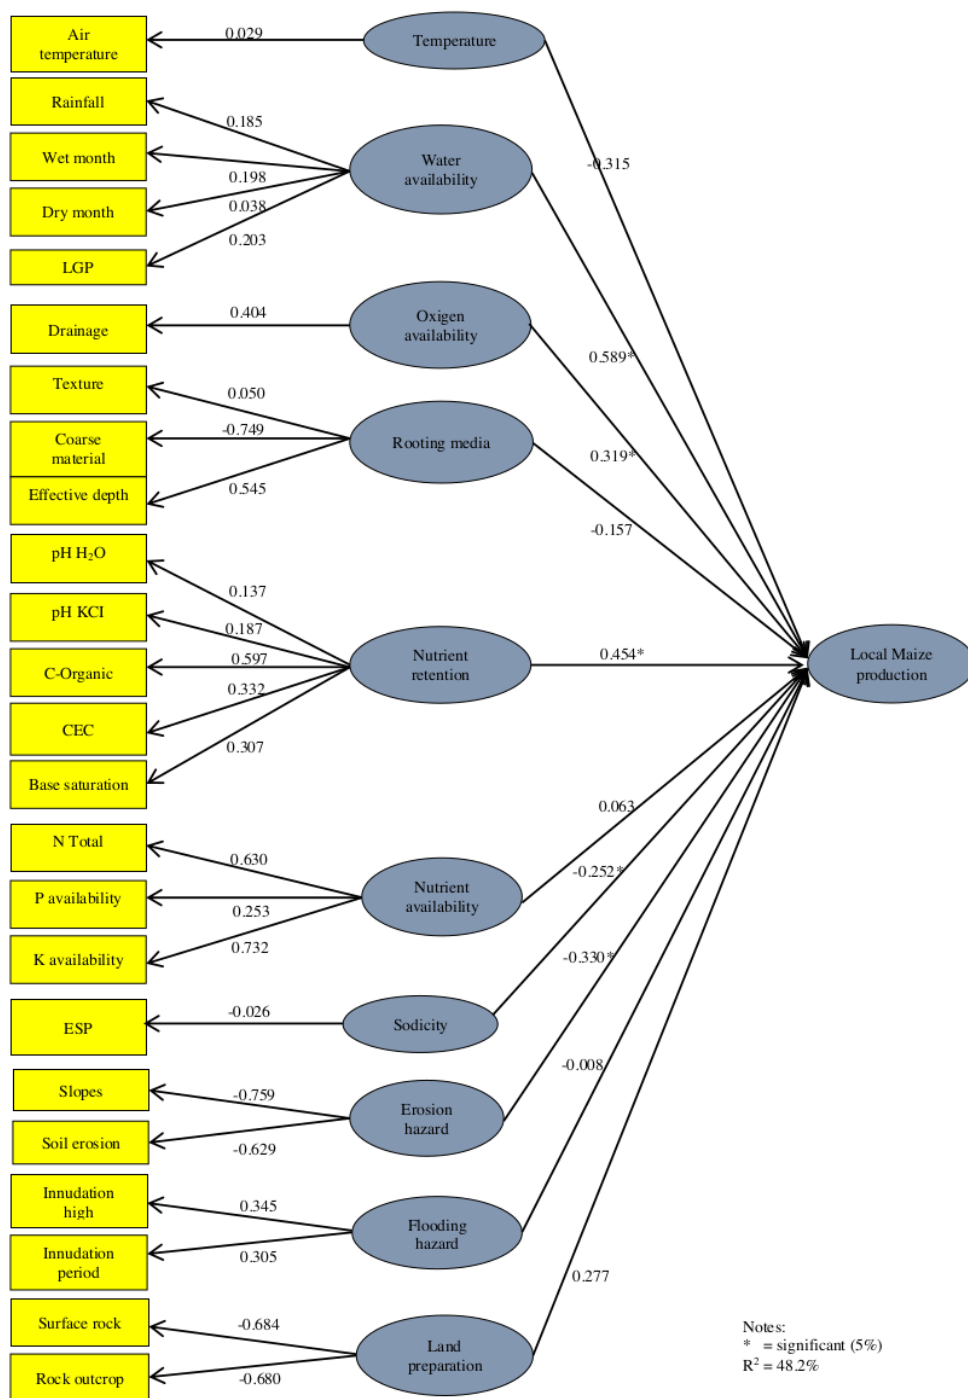 Air
temperature
0.029
Temperature
Rainfall
0.185
Wet month
Water
availability
-0.315
0.198
Dry month
0.038
0.203
LGP
Drainage
0.404
Oxigen
availability
0.589*
Texture
0.050
Coarse
material
-0.749
Rooting media
0.319*
Effective depth
0.545
-0.157
pH H₂O
0.137
pH KCI
0.187
C-Organic
0.597
Nutrient
retention
0.454*
Local Maize
production
0.332
CEC
0.307
Base saturation
0.063
N Total
0.630
-0.252*
P availability
0.253
Nutrient
availability
K availability
0.732
-0.330*
ESP
-0.026
Sodicity
-0.008
Slopes
-0.759
Erosion
hazard
Soil erosion
-0.629
Innudation
high
0.345
Flooding
hazard
Innudation
period
0.305
0.277
Surface rock
-0.684
Land
preparation
Rock outcrop
-0.680
Notes:
* = significant (5%)
R² = 48.2%